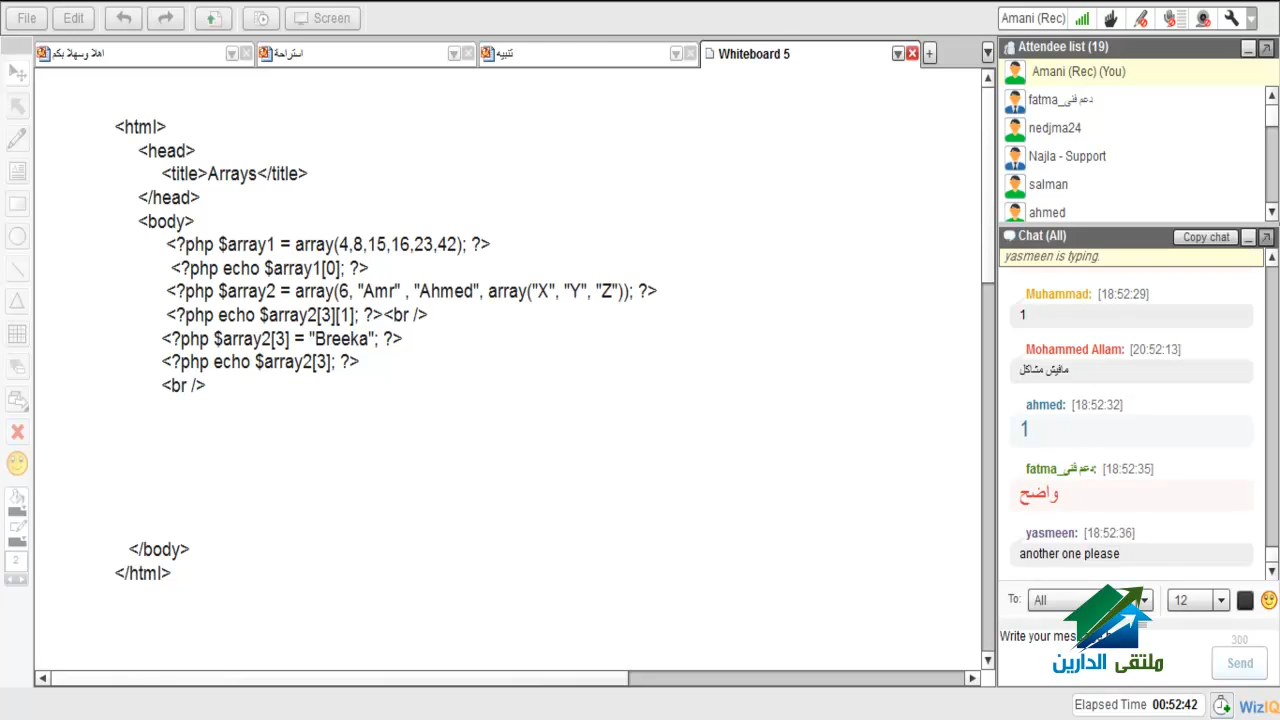 File
Edit
Screen
Amani (Rec)
اهلا وسهلا بكم
استراحة
تنبيه
Whiteboard 5
<html>
<head>
<title>Arrays</title>
</head>
<body>
<?php $array1 = array(4,8,15,16,23,42); ?>
<?php echo $array1[0]; ?>
<?php $array2 = array(6, "Amr" , "Ahmed", array("X", "Y", "Z")); ?>
<?php echo $array2[3][1]; ?><br />
<?php $array2[3] = "Breeka"; ?>
<?php echo $array2[3]; ?>
<br />
</body>
</html>
2
Attendee list (19)
Amani (Rec) (You)
fatma_دعم فنى
nedjma24
Najla - Support
salman
ahmed
Chat (All)
Copy chat
yasmeen is typing.
Muhammad: [18:52:29]
1
Mohammed Allam: [20:52:13]
مافيش مشاكل
ahmed: [18:52:32]
1
fatma_دعم فنى: [18:52:35]
واضح
yasmeen: [18:52:36]
another one please
To:
All
12
Write your
300
Send
ملتقى الدارين
Elapsed Time 00:52:42
WizIQ